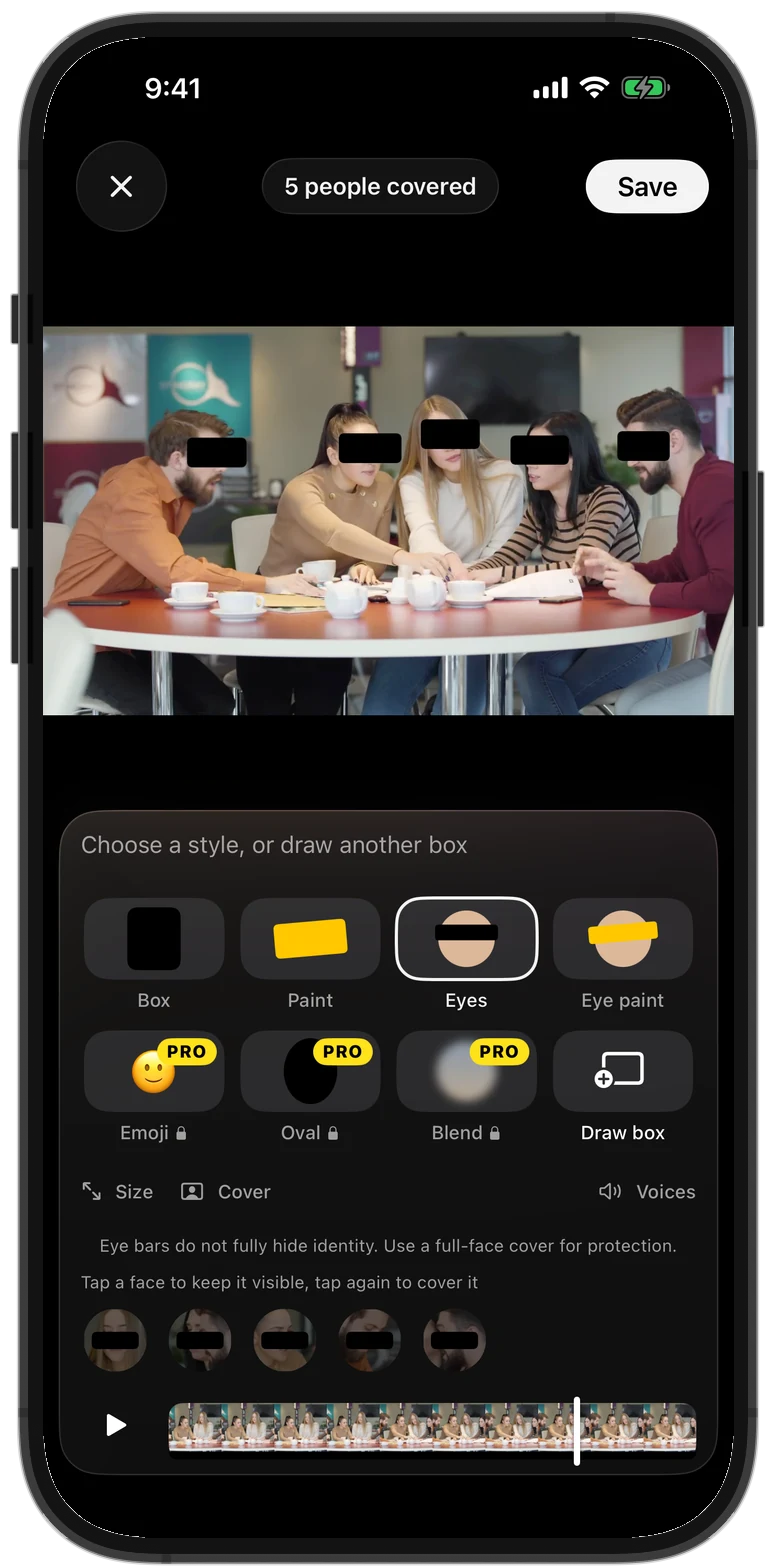 9:41
5 people covered
Save
Choose a style, or draw another box
Box
Paint
Eyes
Eye paint
PRO
PRO
PRO
Emoji
Oval
Blend
Draw box
Size
Cover
Voices
Eye bars do not fully hide identity. Use a full-face cover for protection.
Tap a face to keep it visible, tap again to cover it